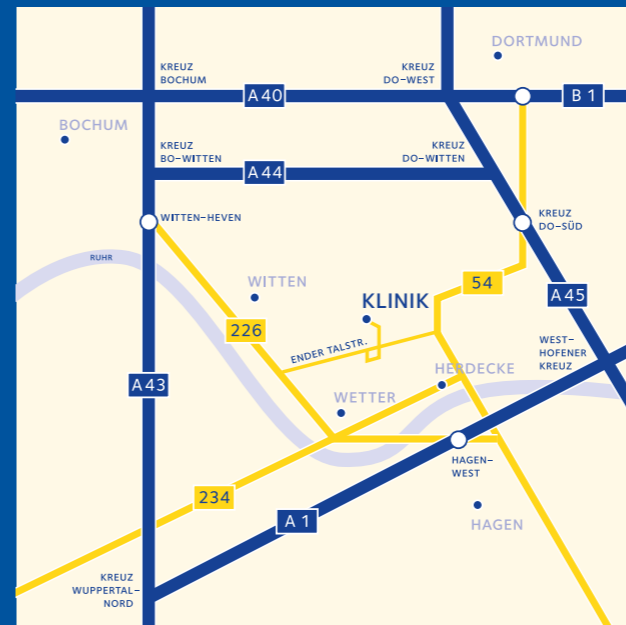 DORTMUND
KREUZ
BOCHUM
KREUZ
DO–WEST
A 40
B 1
BOCHUM
KREUZ
BO–WITTEN
KREUZ
DO–WITTEN
A 44
WITTEN–HEVEN
KREUZ
DO–SÜD
RUHR
WITTEN
KLINIK
54
A 45
226
ENDER TALSTR.
WEST-
HOFENER
KREUZ
HERDECKE
A 43
WETTER
HAGEN–
WEST
234
A 1
HAGEN
KREUZ
WUPPERTAL–
NORD